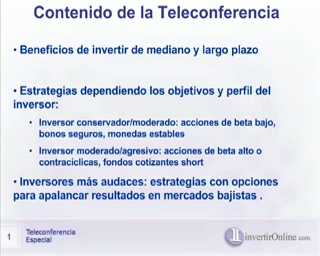 Contenido de la Teleconferencia
• Beneficios de invertir de mediano y largo plazo
• Estrategias dependiendo los objetivos y perfil del
inversor:
• Inversor conservador/moderado: acciones de beta bajo,
bonos seguros, monedas estables
• Inversor moderado/agresivo: acciones de beta alto o
contracíclicas, fondos cotizantes short
• Inversores más audaces: estrategias con opciones
para apalancar resultados en mercados bajistas .
1
Teleconferencia
Especial
invertirOnline.com